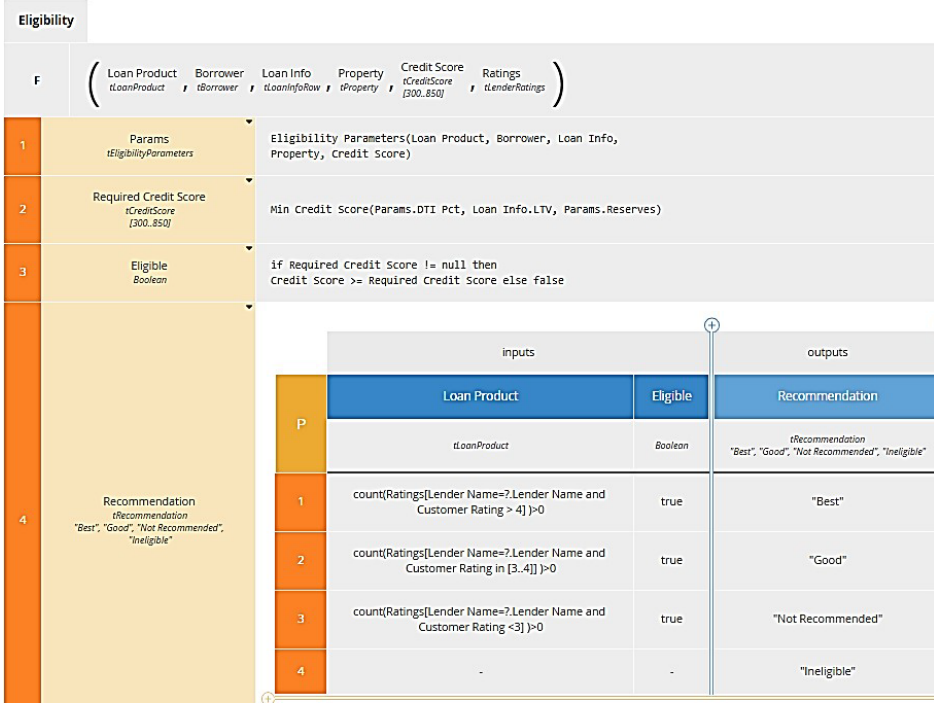 Eligibility
F
( Loan Product , Borrower , Loan Info , Property , Credit Score , Ratings )
tLoanProduct tBorrower tLoanInfoRow tProperty tCreditScore tLenderRatings
[300..850]
1
Params
tEligibilityParameters
Eligibility Parameters(Loan Product, Borrower, Loan Info,
Property, Credit Score)
2
Required Credit Score
tCreditScore
[300..850]
Min Credit Score(Params.DTI Pct, Loan Info.LTV, Params.Reserves)
3
Eligible
Boolean
if Required Credit Score != null then
Credit Score >= Required Credit Score else false
4
Recommendation
tRecommendation
"Best", "Good", "Not Recommended",
"Ineligible"
inputs
outputs
P
Loan Product
Eligible
Recommendation
tLoanProduct
Boolean
tRecommendation
"Best", "Good", "Not Recommended", "Ineligible"
1
count(Ratings[Lender Name=?.Lender Name and
Customer Rating > 4] )>0
true
"Best"
2
count(Ratings[Lender Name=?.Lender Name and
Customer Rating in [3..4]] )>0
true
"Good"
3
count(Ratings[Lender Name=?.Lender Name and
Customer Rating <3] )>0
true
"Not Recommended"
4
-
-
"Ineligible"